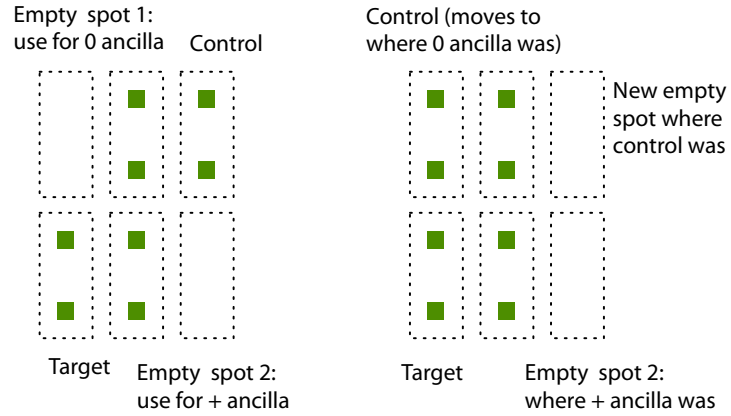 Empty spot 1:
use for 0 ancilla
Control
Target
Empty spot 2:
use for + ancilla
Control (moves to
where 0 ancilla was)
New empty
spot where
control was
Target
Empty spot 2:
where + ancilla was